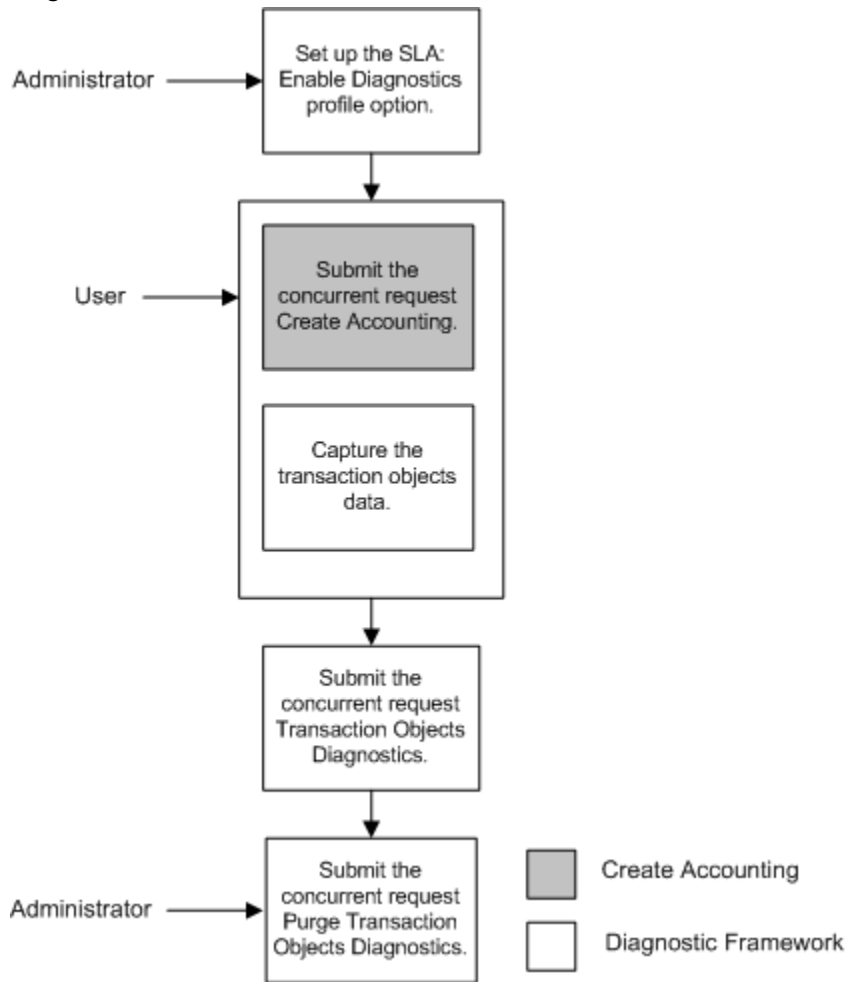 Set up the SLA:
Enable Diagnostics
profile option.
Administrator
Submit the
concurrent request
Create Accounting.
User
Capture the
transaction objects
data.
Submit the
concurrent request
Transaction Objects
Diagnostics.
Submit the
concurrent request
Purge Transaction
Objects Diagnostics.
Administrator
Create Accounting
Diagnostic Framework